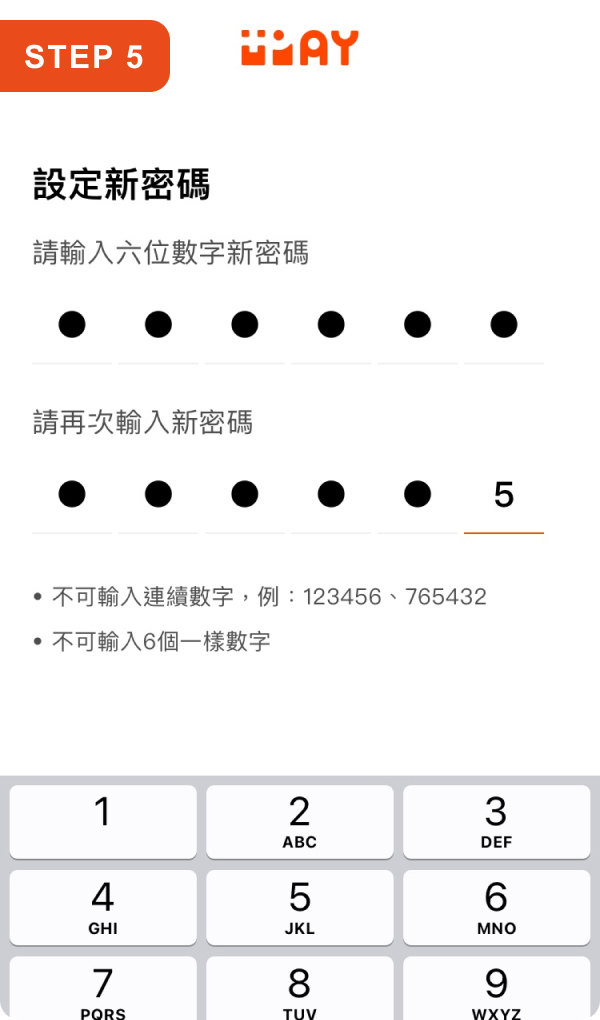 STEP 5
設定新密碼
請輸入六位數字新密碼
請再次輸入新密碼
5
• 不可輸入連續數字，例：123456、765432
• 不可輸入6個一樣數字
1
2
ABC
3
DEF
4
GHI
5
JKL
6
MNO
7
PQRS
8
TUV
9
WXYZ